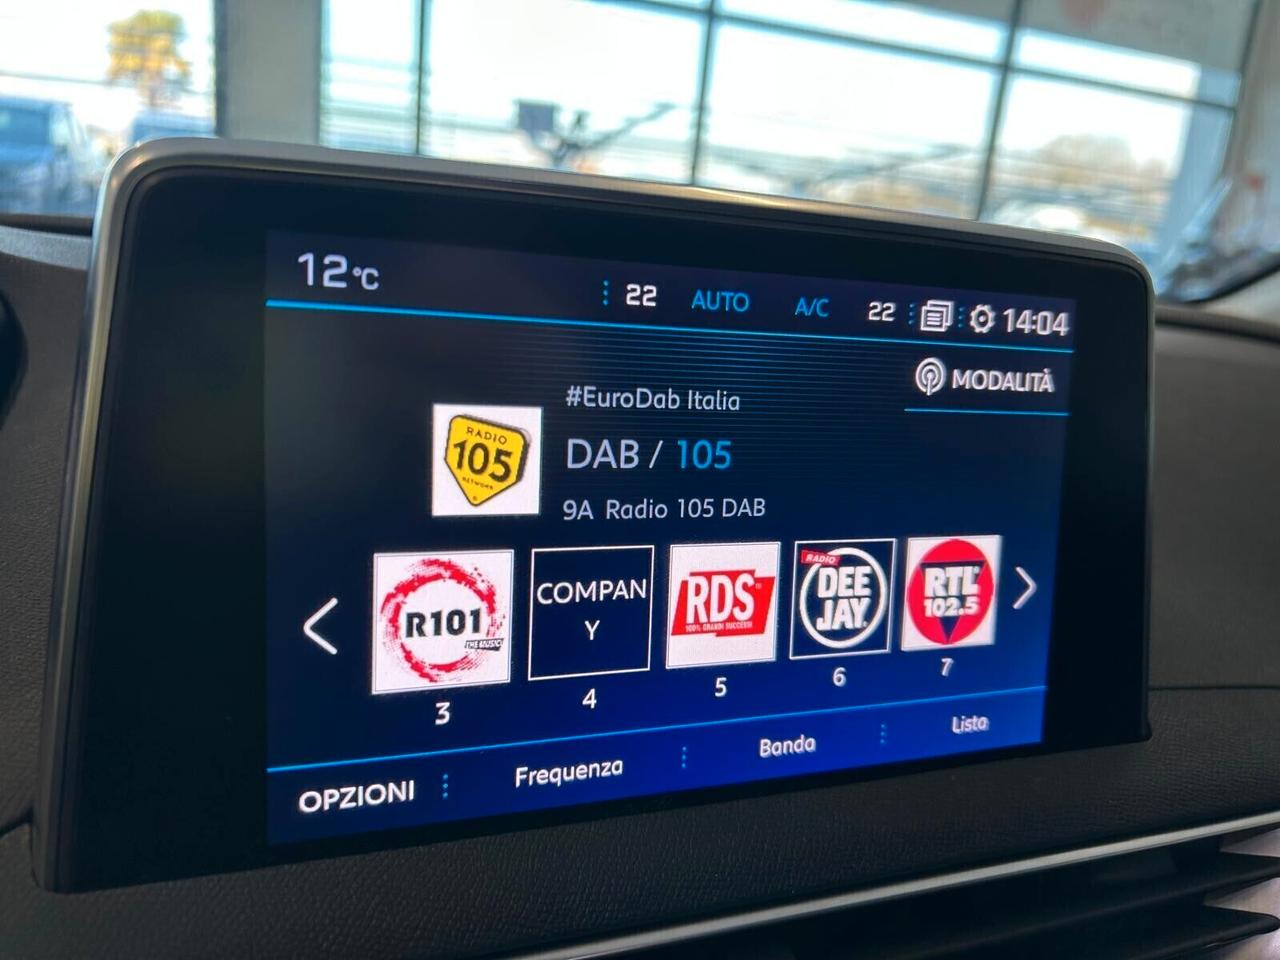 12°C
22 AUTO A/C 22 14:04
MODALITÀ
#EuroDab Italia
DAB / 105
9A Radio 105 DAB
RADIO
105
NETWORK
R101
THE MUSIC
COMPAN
Y
RDS
100% GRANDI SUCCESSI
RADIO
DEE
JAY
RTL
102.5
3 4 5 6 7
OPZIONI Frequenza Banda Lista